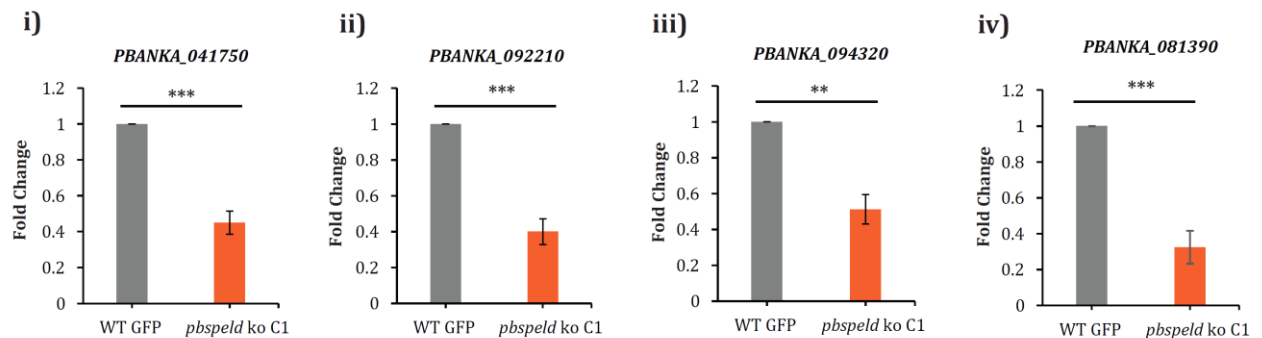 i)
PBANKA_041750
***
Fold Change
1.2
1
0.8
0.6
0.4
0.2
0
WT GFP
pbspeld ko C1
ii)
PBANKA_092210
***
Fold Change
1.2
1
0.8
0.6
0.4
0.2
0
WT GFP
pbspeld ko C1
iii)
PBANKA_094320
**
Fold Change
1.2
1
0.8
0.6
0.4
0.2
0
WT GFP
pbspeld ko C1
iv)
PBANKA_081390
***
Fold Change
1.2
1
0.8
0.6
0.4
0.2
0
WT GFP
pbspeld ko C1